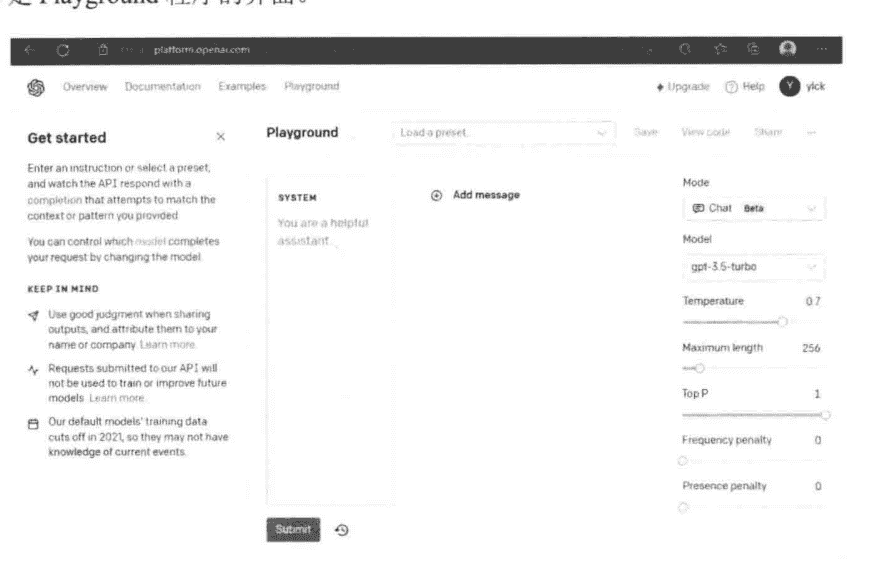 是 Playground 程序的界面。
platform.openai.com
Overview Documentation Examples Playground
Upgrade Help Y yick
Get started ×
Enter an instruction or select a preset,
and watch the API respond with a
completion that attempts to match the
context or pattern you provided.
You can control which model completes
your request by changing the model.
KEEP IN MIND
Use good judgment when sharing
outputs, and attribute them to your
name or company. Learn more.
Requests submitted to our API will
not be used to train or improve future
models. Learn more.
Our default models' training data
cuts off in 2021, so they may not have
knowledge of current events.
Playground Load a preset... Save View code Share ...
SYSTEM
You are a helpful
assistant.
Add message
Submit
Mode
Chat Beta
Model
gpt-3.5-turbo
Temperature 0.7
Maximum length 256
Top P 1
Frequency penalty 0
Presence penalty 0